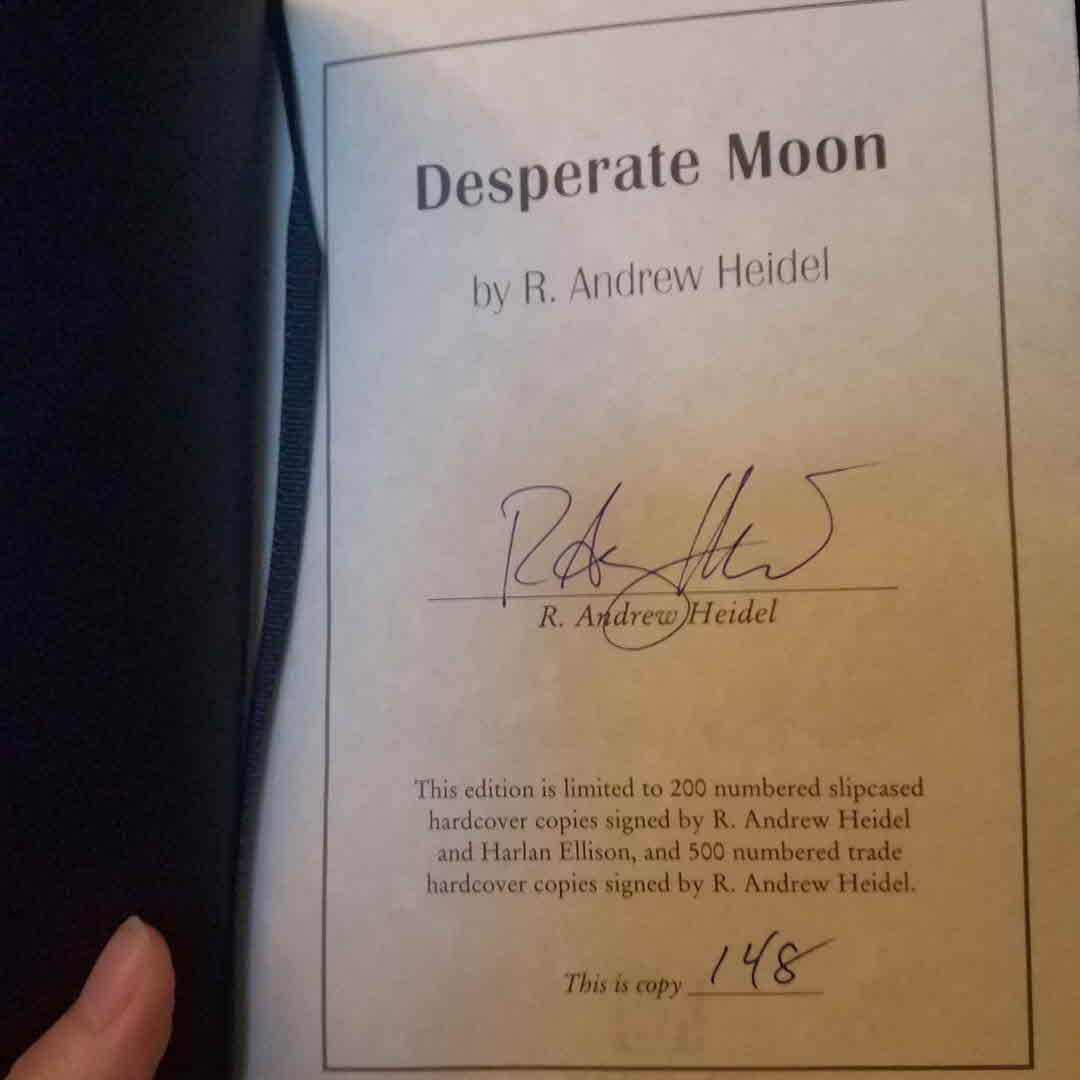 Desperate Moon
by R. Andrew Heidel
R. Andrew Heidel
This edition is limited to 200 numbered slipcased
hardcover copies signed by R. Andrew Heidel
and Harlan Ellison, and 500 numbered trade
hardcover copies signed by R. Andrew Heidel.
This is copy 148